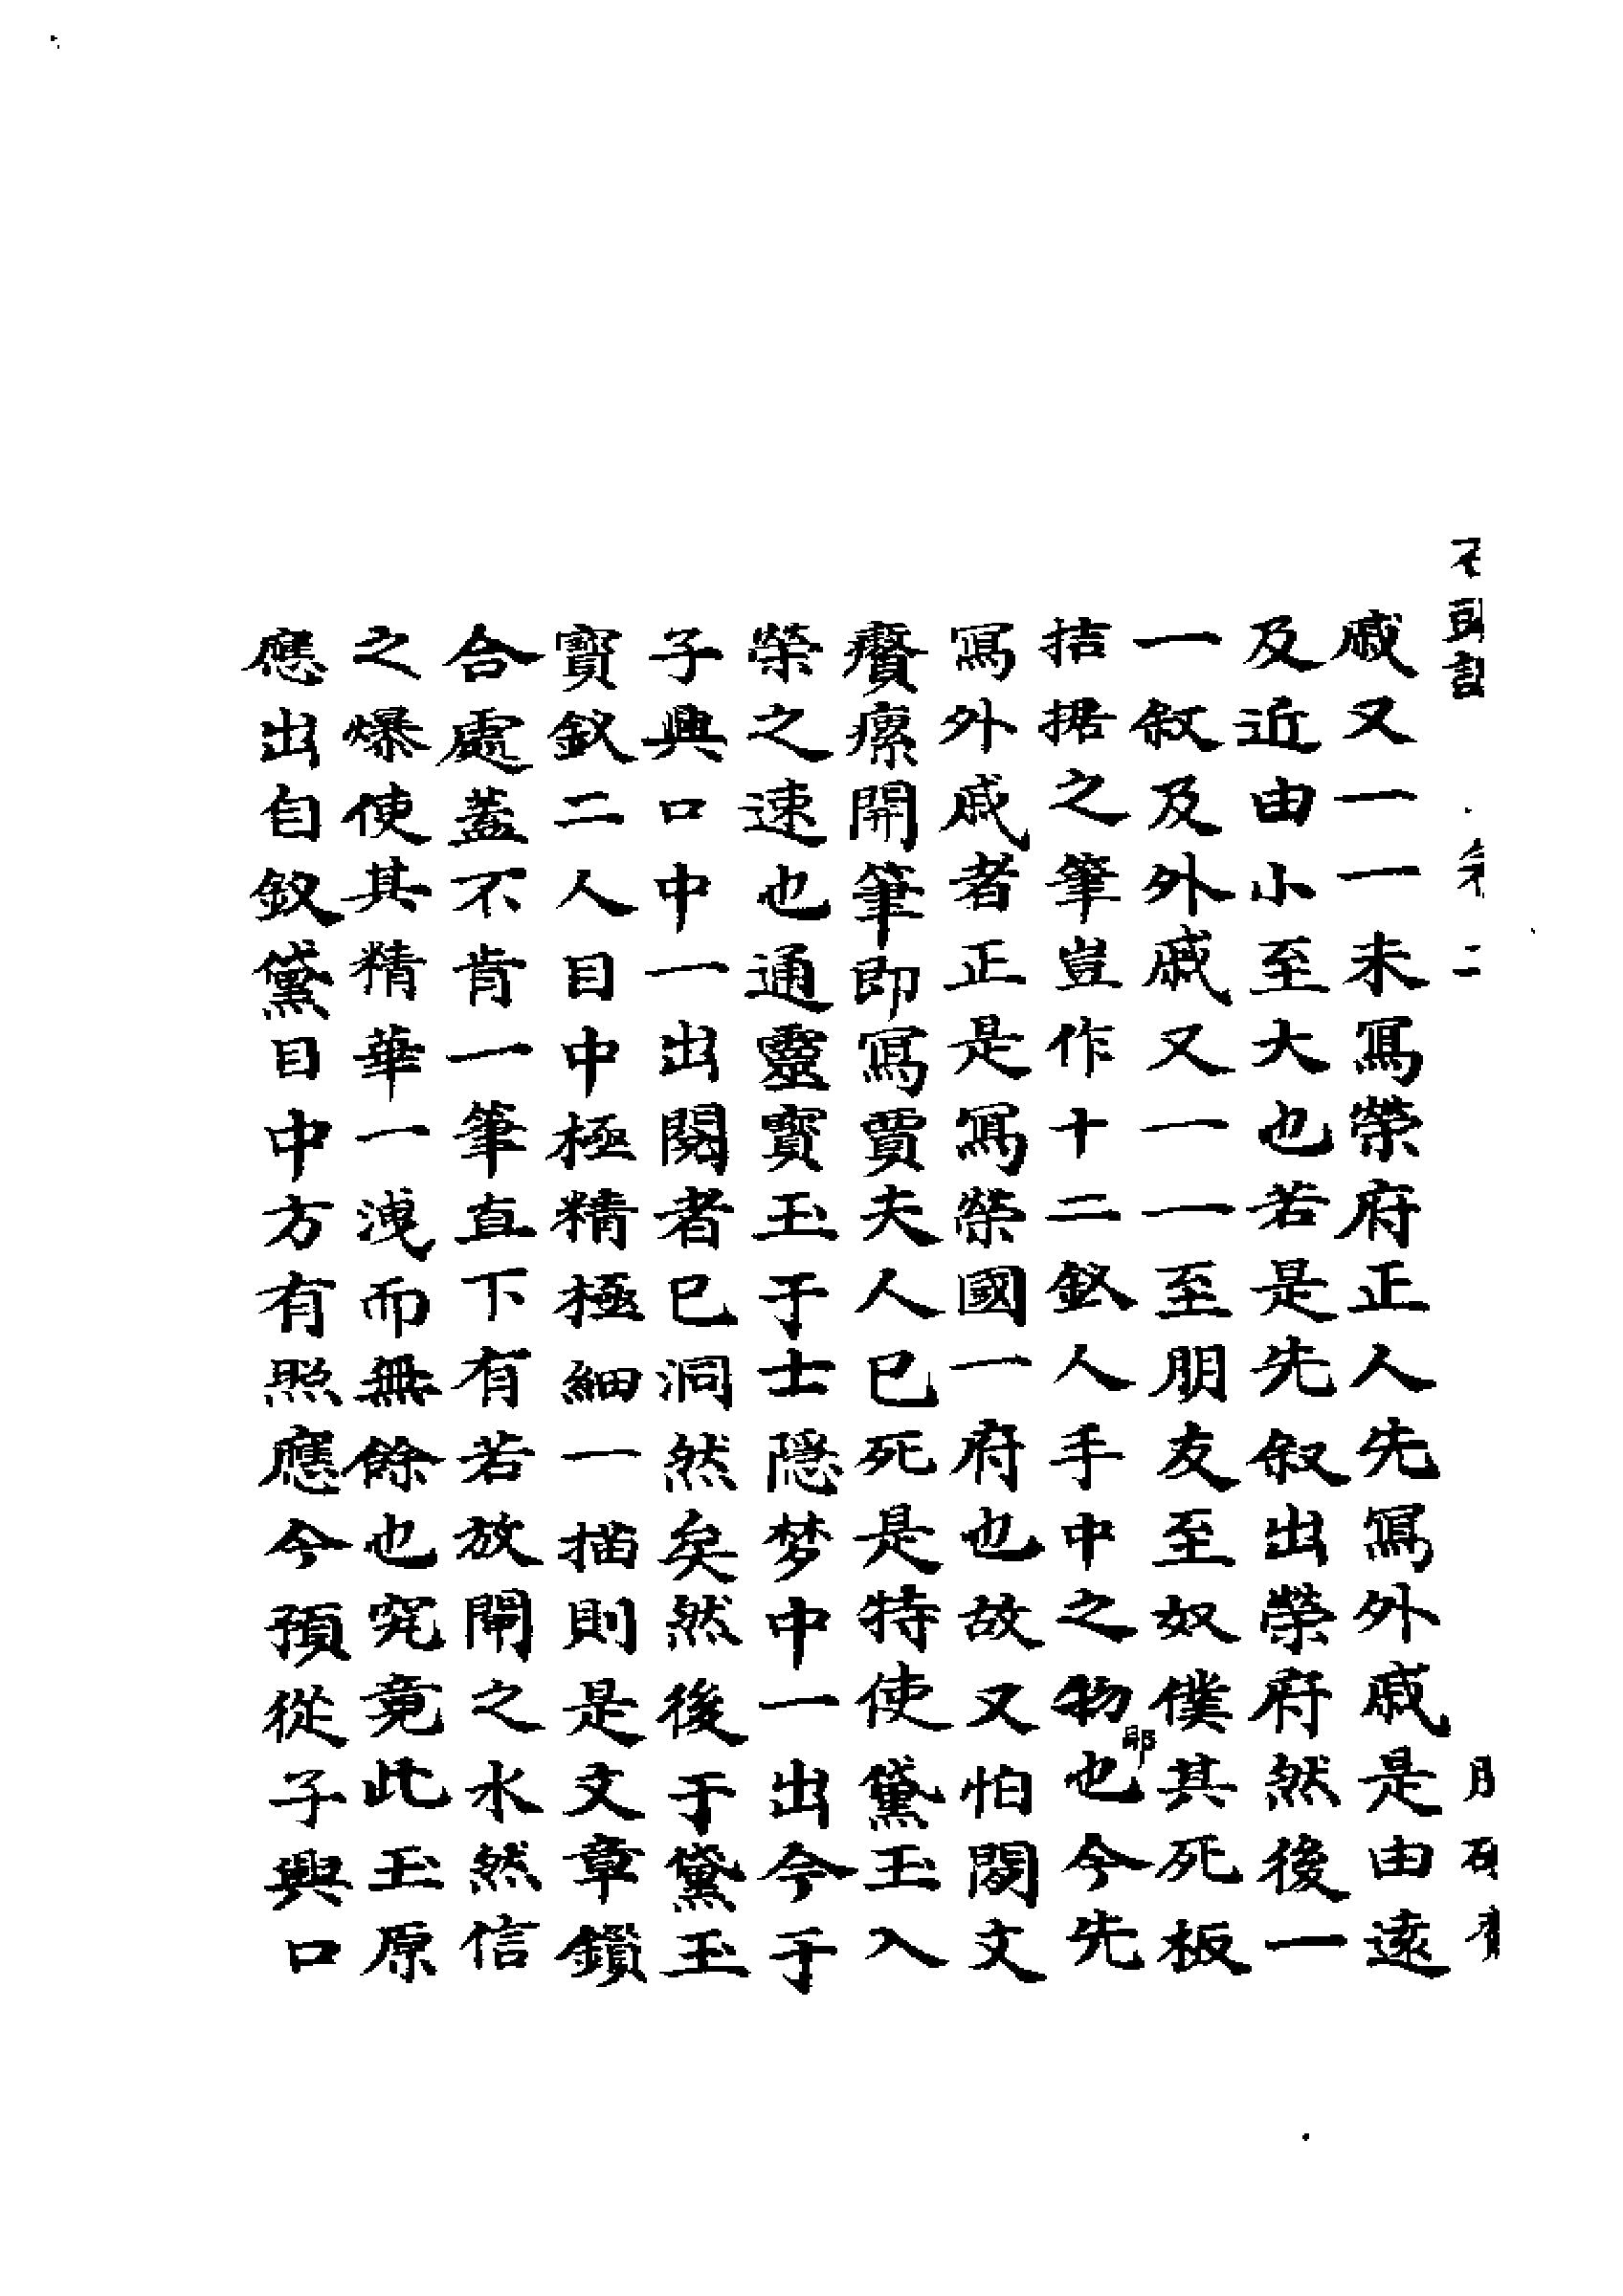 石頭記 卷二 脂硯齋
戚又一一未寫榮府正人先寫外戚是由遠
及近由小至大也若是先叙出榮府然後一
一叙及外戚又一一至朋友至奴僕其死板
拮据之筆豈作十二釵人手中之物也耶今先
寫外戚者正是寫榮國一府也故又怕閑文
贅瘰開筆即寫賈夫人已死是特使黛玉入
榮之速也通靈寳玉于士隱梦中一出今于
子興口中一出閱者已洞然矣然後于黛玉
寳釵二人目中極精極細一描則是文章鎖
合處蓋不肯一筆直下有若放閘之水然信
之爆使其精華一洩而無餘也究竟此玉原
應出自釵黛目中方有照應今預從子興口